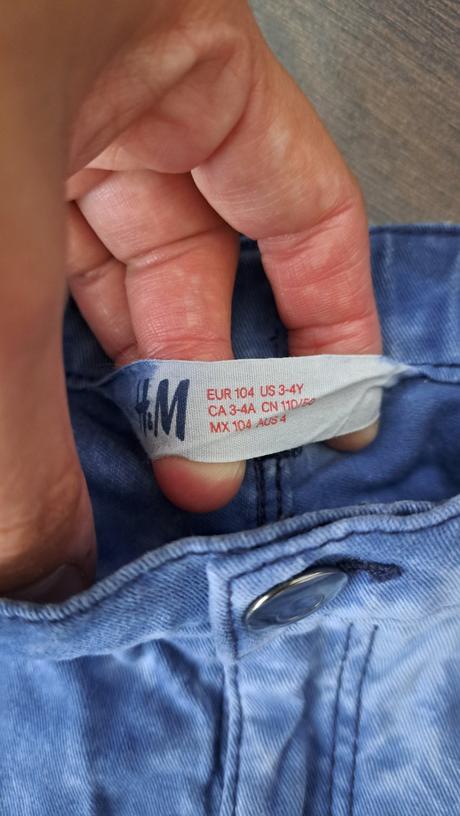 H&M
EUR 104 US 3-4Y
CA 3-4A CN 110/
MX 104 AUS 4